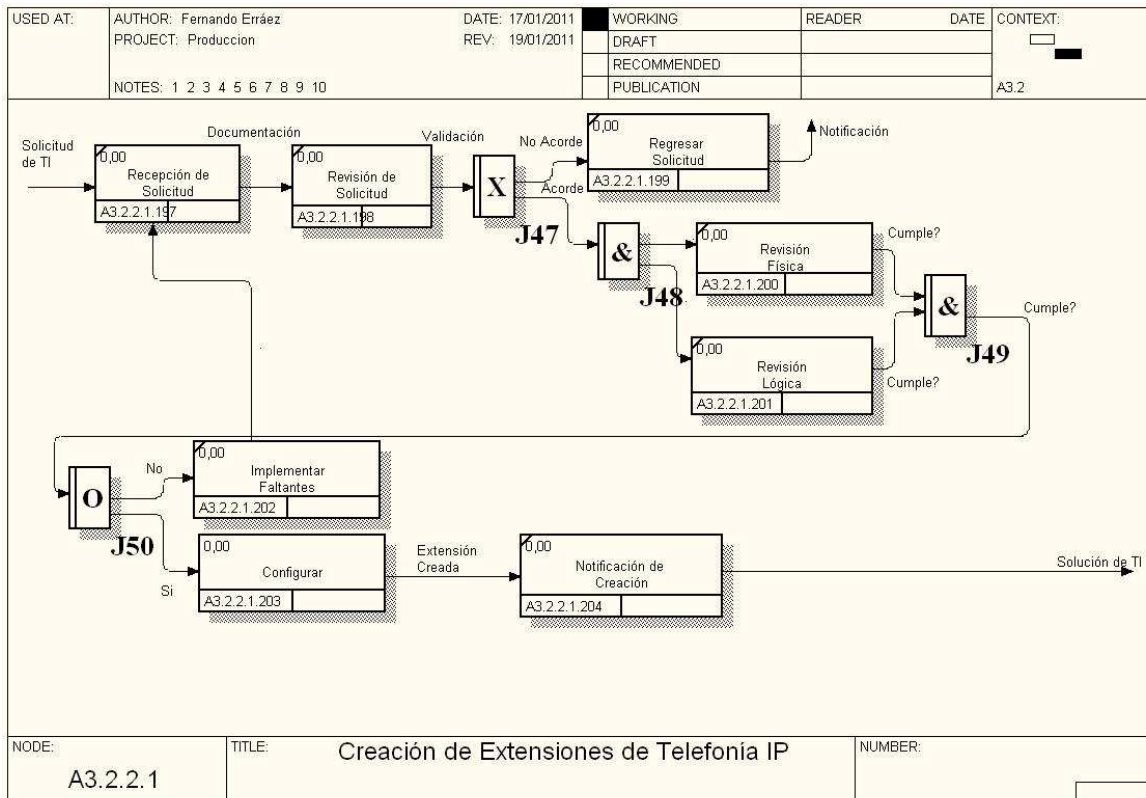 USED AT:
AUTHOR: Fernando Erráez
DATE: 17/01/2011
PROJECT: Produccion
REV: 19/01/2011
NOTES: 1 2 3 4 5 6 7 8 9 10
WORKING
DRAFT
RECOMMENDED
PUBLICATION
READER
DATE
CONTEXT:
A3.2
Solicitud
de TI
0,00
Recepción de
Solicitud
A3.2.2.1.197
Documentación
0,00
Revisión de
Solicitud
A3.2.2.1.198
Validación
X
J47
No Acorde
Acorde
0,00
Regresar
Solicitud
A3.2.2.1.199
Notificación
&
J48
0,00
Revisión
Física
A3.2.2.1.200
Cumple?
0,00
Revisión
Lógica
A3.2.2.1.201
Cumple?
&
J49
Cumple?
O
J50
No
Si
0,00
Implementar
Faltantes
A3.2.2.1.202
0,00
Configurar
A3.2.2.1.203
Extensión
Creada
0,00
Notificación de
Creación
A3.2.2.1.204
Solución de TI
NODE:
A3.2.2.1
TITLE:
Creación de Extensiones de Telefonía IP
NUMBER: